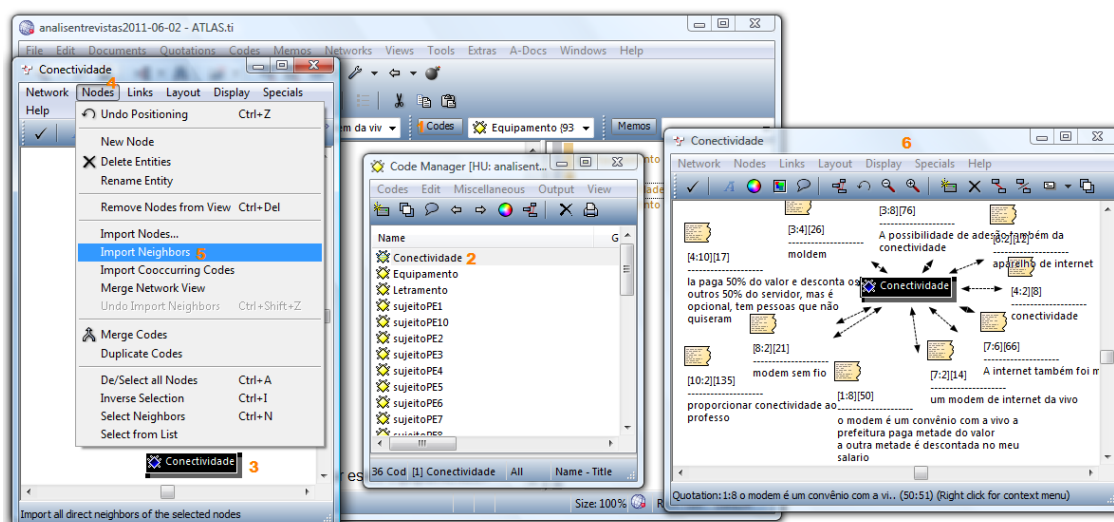 analisentrevistas2011-06-02 - ATLAS.ti
File Edit Documents Quotations Codes Memos Networks Views Tools Extras A-Docs Windows Help
Codes
Equipamento (93
Memos
Conectividade
4
Network Nodes Links Layout Display Specials
Help
Undo Positioning Ctrl+Z
New Node
Delete Entities
Rename Entity
Remove Nodes from View Ctrl+Del
Import Nodes...
Import Neighbors 5
Import Cooccurring Codes
Merge Network View
Undo Import Neighbors Ctrl+Shift+Z
Merge Codes
Duplicate Codes
De/Select all Nodes Ctrl+A
Inverse Selection Ctrl+I
Select Neighbors Ctrl+N
Select from List
Conectividade 3
Import all direct neighbors of the selected nodes
Code Manager [HU: analisent...
Codes Edit Miscellaneous Output View
Name G
Conectividade 2
Equipamento
Letramento
sujeitoPE1
sujeitoPE10
sujeitoPE2
sujeitoPE3
sujeitoPE4
sujeitoPE5
sujeitoPE6
sujeitoPE7
sujeitoPE8
36 Cod [1] Conectividade All Name - Title
Size: 100%
Conectividade
6
Network Nodes Links Layout Display Specials Help
[3:4][26]
moldem
[3:8][76]
A possibilidade de adesão também da
conectividade
[6:2][12]
aparelho de internet
[4:10][17]
la paga 50% do valor e desconta os
outros 50% do servidor, mas é
opcional, tem pessoas que não
quiseram
Conectividade
[4:2][8]
conectividade
[8:2][21]
modem sem fio
[7:6][66]
A internet também foi m
[7:2][14]
um modem de internet da vivo
[10:2][135]
proporcionar conectividade ao
professo
[1:8][50]
o modem é um convênio com a vivo a
prefeitura paga metade do valor
a outra metade é descontada no meu
salario
Quotation: 1:8 o modem é um convênio com a vi.. (50:51) (Right click for context menu)